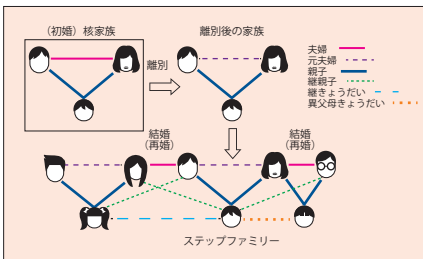 （初婚）核家族
離別後の家族
離別
夫婦
元夫婦
親子
継親子
継きょうだい
異父母きょうだい
結婚
（再婚）
結婚
（再婚）
ステップファミリー